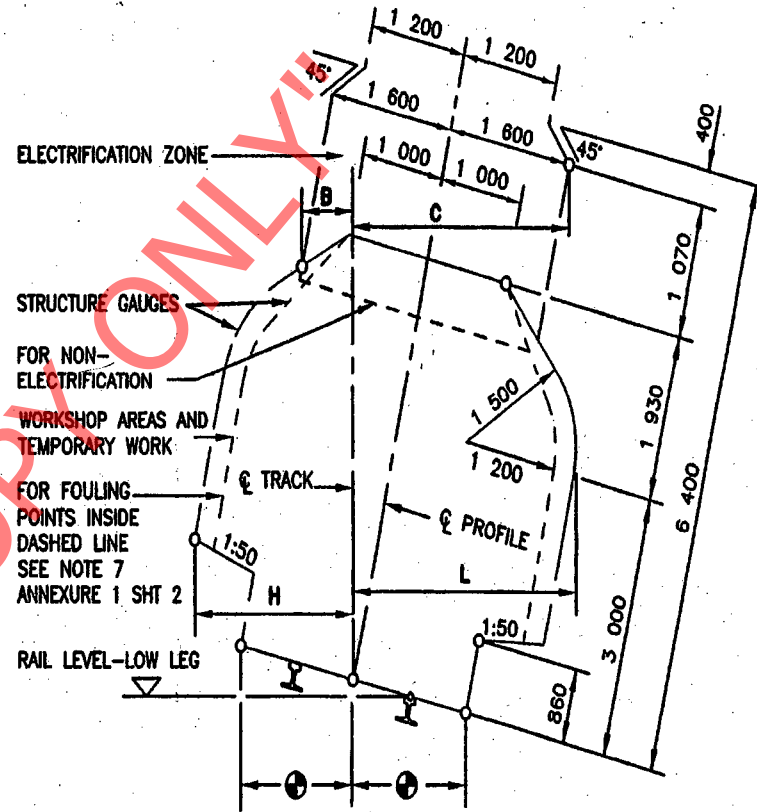 1 200
1 200
45°
1 600
1 600
45°
400
ELECTRIFICATION ZONE
1 000
1 000
B
C
1 070
STRUCTURE GAUGES
FOR NON-
ELECTRIFICATION
1 500
1 930
WORKSHOP AREAS AND
TEMPORARY WORK
1 200
6 400
℄ TRACK
FOR FOULING
POINTS INSIDE
DASHED LINE
SEE NOTE 7
ANNEXURE 1 SHT 2
℄ PROFILE
1:50
H
L
1:50
3 000
RAIL LEVEL-LOW LEG
860
OPY ONLY"